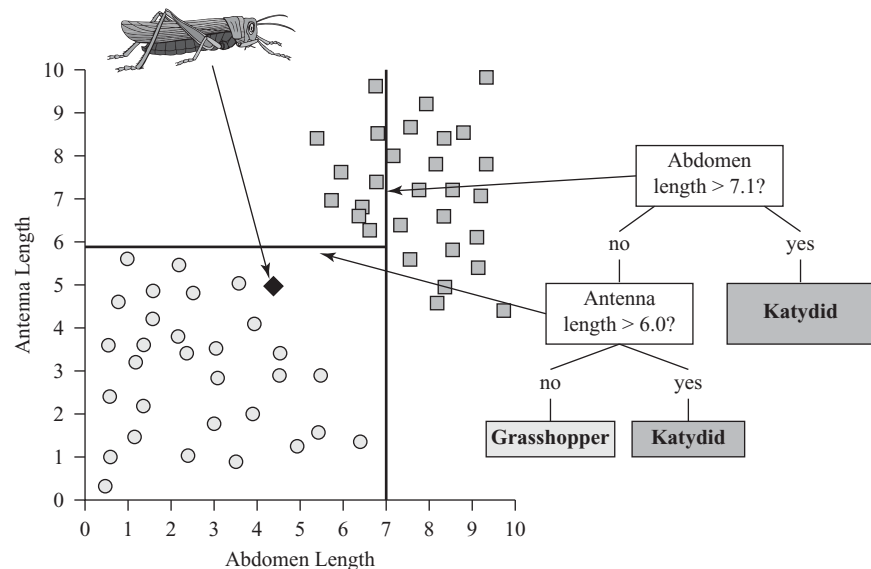 10
9
8
7
6
5
4
3
2
1
0
Antenna Length
0 1 2 3 4 5 6 7 8 9 10
Abdomen Length
Abdomen
length > 7.1?
no yes
Antenna
length > 6.0?
Katydid
no yes
Grasshopper
Katydid